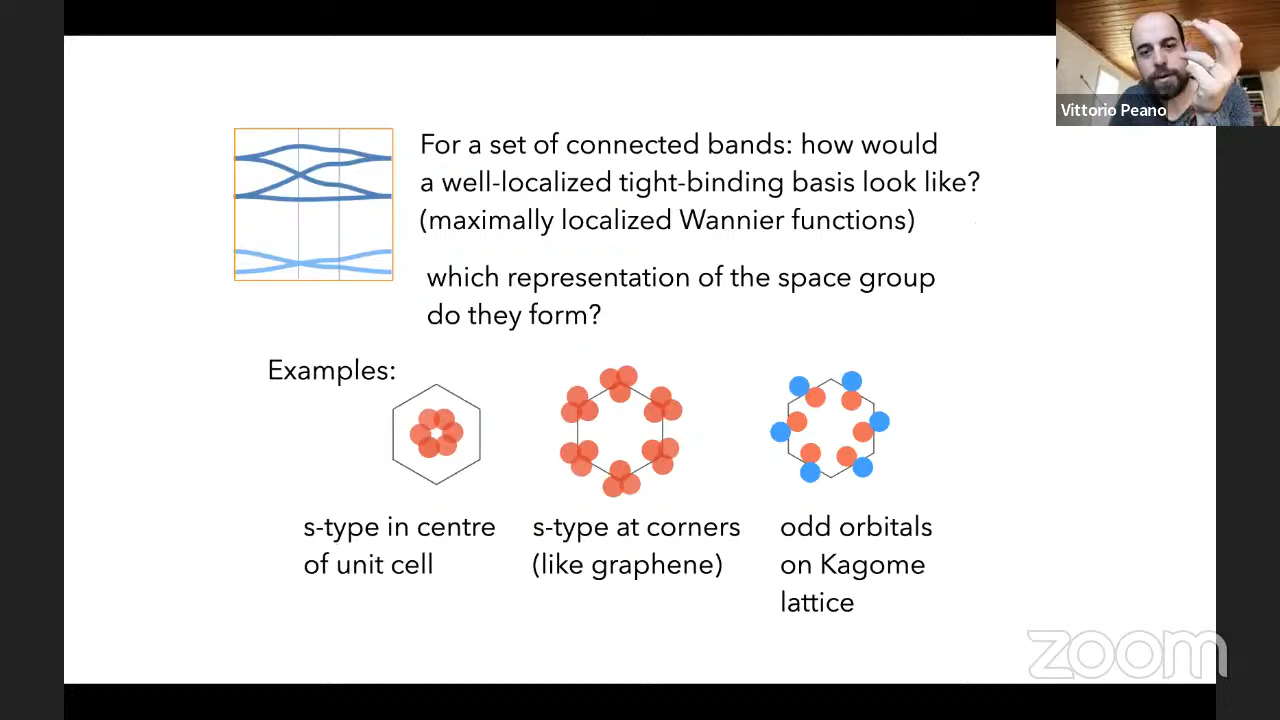 Vittorio Peano
For a set of connected bands: how would
a well-localized tight-binding basis look like?
(maximally localized Wannier functions)
which representation of the space group
do they form?
Examples:
s-type in centre
of unit cell
s-type at corners
(like graphene)
odd orbitals
on Kagome
lattice
zoom